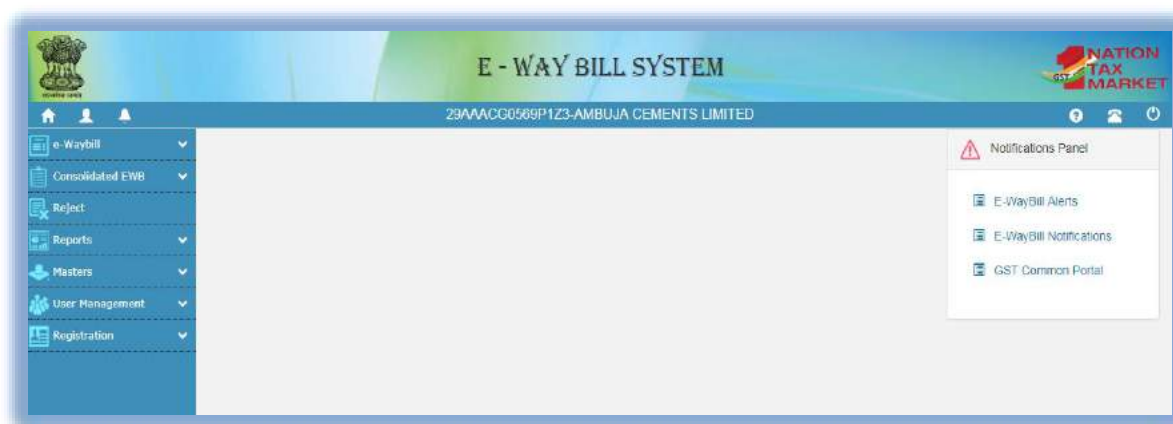 E - WAY BILL SYSTEM
GST
NATION
TAX
MARKET
29AAACG0569P1Z3-AMBUJA CEMENTS LIMITED
e-Waybill
Consolidated EWB
Reject
Reports
Masters
User Management
Registration
Notifications Panel
E-WayBill Alerts
E-WayBill Notifications
GST Common Portal